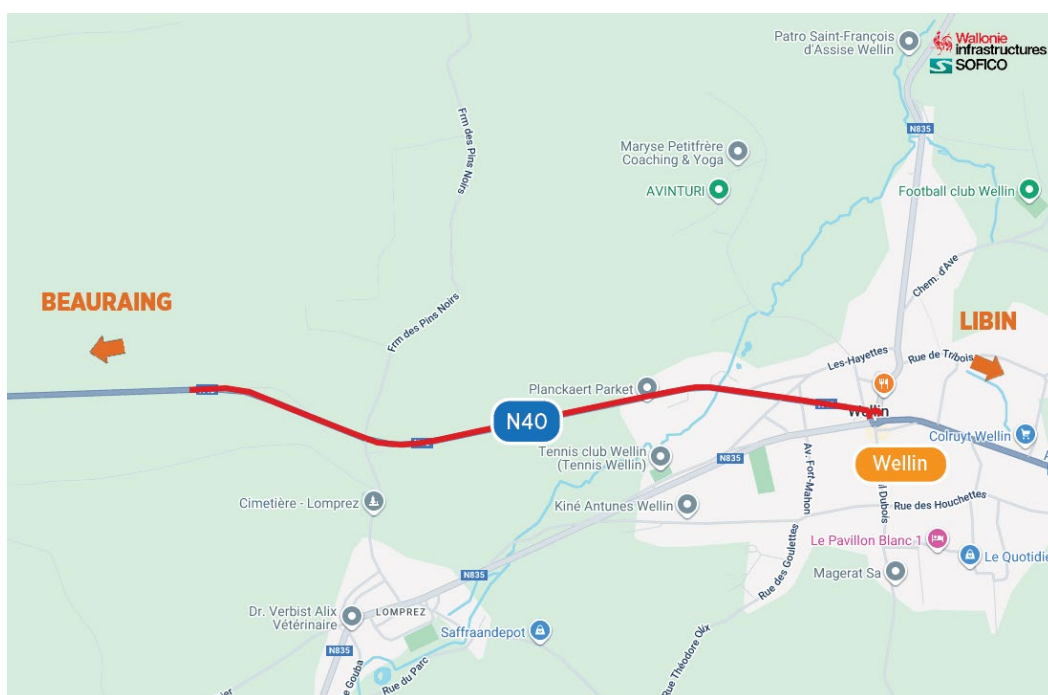 Patro Saint-François
d'Assise Wellin
Wallonie
infrastructures
SOFICO
Frm des Pins Noirs
N835
Maryse Petitfrère
Coaching & Yoga
AVINTURI
Football club Wellin
Chem. d'Ave
BEAURAING
LIBIN
Frm des Pins Noirs
Les-Hayettes
Rue de Tribois
Planckaert Parket
N40
Wellin
Colruyt Wellin
A
N835
Tennis club Wellin
(Tennis Wellin)
Av. Fort-Mahon
Wellin
l Dubois
Cimetière - Lomprez
Kiné Antunes Wellin
Rue des Houchettes
Rue des Goulettes
Le Pavillon Blanc 1
Le Quotidie
Magerat Sa
N835
LOMPREZ
Dr. Verbist Alix
Vétérinaire
Saffraandepot
Rue Théodore Olix
N835
e Gouba
Rue du Parc
ier